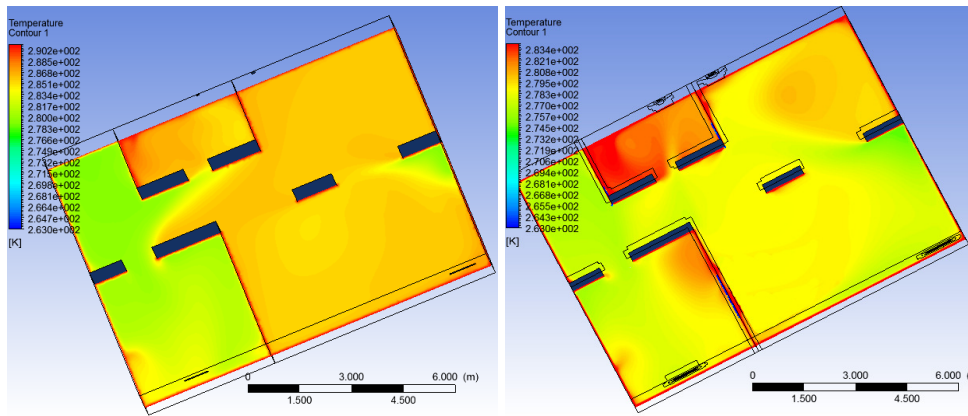 Temperature
Contour 1
2.902e+002
2.885e+002
2.868e+002
2.851e+002
2.834e+002
2.817e+002
2.800e+002
2.783e+002
2.766e+002
2.749e+002
2.732e+002
2.715e+002
2.698e+002
2.681e+002
2.664e+002
2.647e+002
2.630e+002
[K]
0
3.000
6.000
(m)
1.500
4.500
Temperature
Contour 1
2.834e+002
2.821e+002
2.808e+002
2.795e+002
2.783e+002
2.770e+002
2.757e+002
2.745e+002
2.732e+002
2.719e+002
2.706e+002
2.694e+002
2.681e+002
2.668e+002
2.655e+002
2.643e+002
2.630e+002
[K]
0
3.000
6.000
1.500
4.500